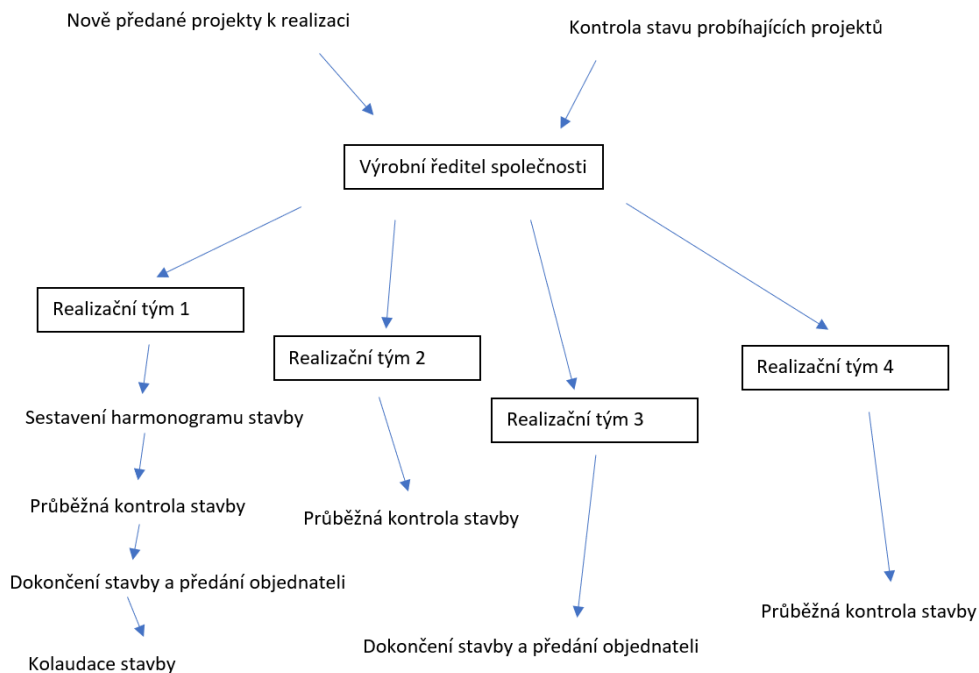 Nově předané projekty k realizaci
Kontrola stavu probíhajících projektů
Výrobní ředitel společnosti
Realizační tým 1
Realizační tým 2
Realizační tým 4
Realizační tým 3
Sestavení harmonogramu stavby
Průběžná kontrola stavby
Průběžná kontrola stavby
Dokončení stavby a předání objednateli
Průběžná kontrola stavby
Dokončení stavby a předání objednateli
Kolaudace stavby